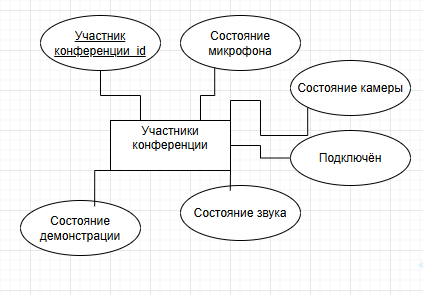 Участник
конференции_id
Состояние
микрофона
Состояние камеры
Участники
конференции
Подключён
Состояние
демонстрации
Состояние звука